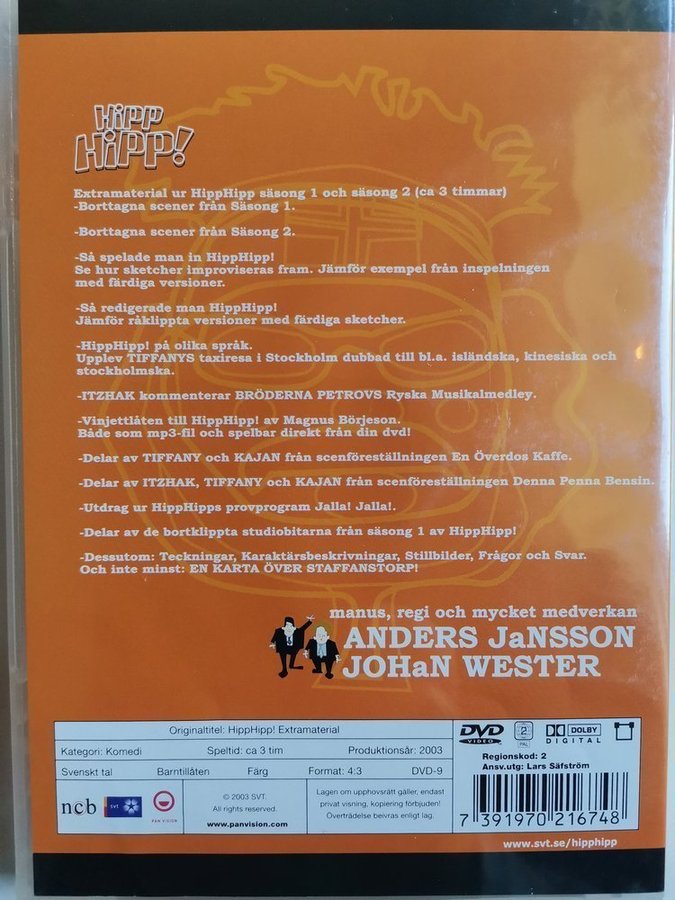 HiPP
HiPP!
Extramaterial ur HippHipp säsong 1 och säsong 2 (ca 3 timmar)
-Borttagna scener från Säsong 1.
-Borttagna scener från Säsong 2.
-Så spelade man in HippHipp!
Se hur sketcher improviseras fram. Jämför exempel från inspelningen
med färdiga versioner.
-Så redigerade man HippHipp!
Jämför råklippta versioner med färdiga sketcher.
-HippHipp! på olika språk.
Upplev TIFFANYS taxiresa i Stockholm dubbad till bl.a. isländska, kinesiska och
stockholmska.
-ITZHAK kommenterar BRÖDERNA PETROVS Ryska Musikalmedley.
-Vinjettlåten till HippHipp! av Magnus Börjeson.
Både som mp3-fil och spelbar direkt från din dvd!
-Delar av TIFFANY och KAJAN från scenföreställningen En Överdos Kaffe.
-Delar av ITZHAK, TIFFANY och KAJAN från scenföreställningen Denna Penna Bensin.
-Utdrag ur HippHipps provprogram Jalla! Jalla!.
-Delar av de bortklippta studiobitarna från säsong 1 av HippHipp!
-Dessutom: Teckningar, Karaktärsbeskrivningar, Stillbilder, Frågor och Svar.
Och inte minst: EN KARTA ÖVER STAFFANSTORP!
manus, regi och mycket medverkan
ANDERS JaNSSON
JOHaN WESTER
Originaltitel: HippHipp! Extramaterial
Kategori: Komedi Speltid: ca 3 tim Produktionsår: 2003
Svenskt tal Barntillåten Färg Format: 4:3 DVD-9
ncb svt PAN VISION
© 2003 SVT.
All rights reserved.
www.panvision.com
Lagen om upphovsrätt gäller, endast
privat visning, kopiering förbjuden!
Överträdelse beivras enligt lag.
DVD VIDEO 2 PAL DOLBY DIGITAL
Regionskod: 2
Ansv.utg: Lars Säfström
7 391970 216748
www.svt.se/hipphipp